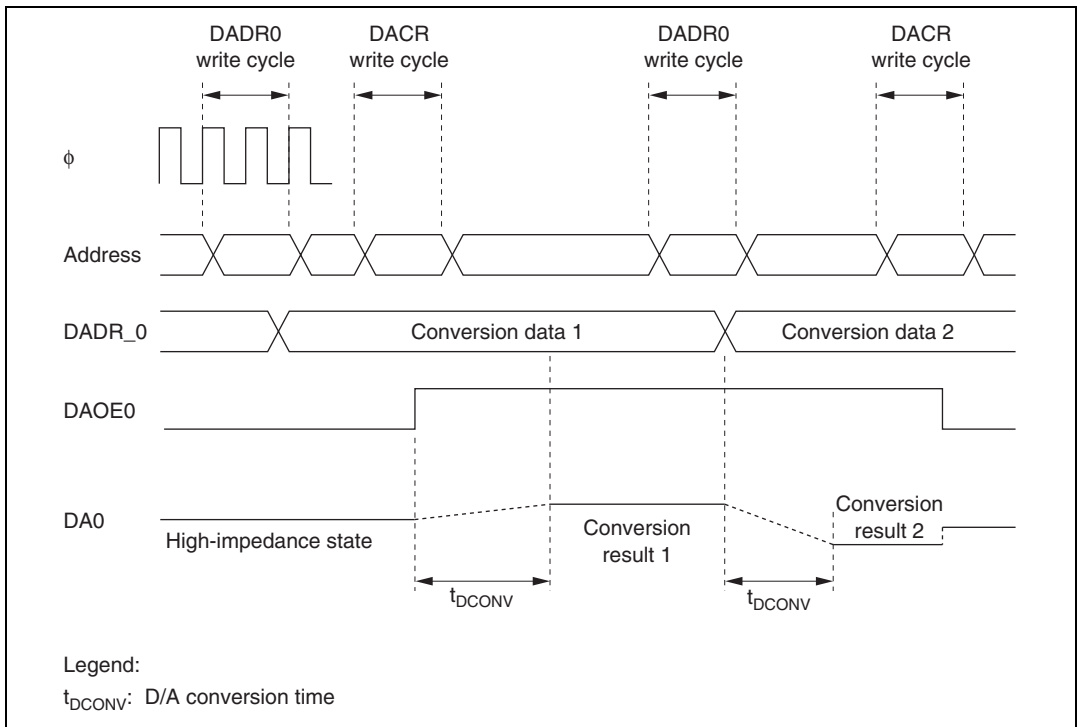 DADR0
write cycle
DACR
write cycle
DADR0
write cycle
DACR
write cycle
ϕ
Address
DADR_0
Conversion data 1
Conversion data 2
DAOE0
DA0
High-impedance state
Conversion
result 1
Conversion
result 2
tDCONV
tDCONV
Legend:
tDCONV: D/A conversion time